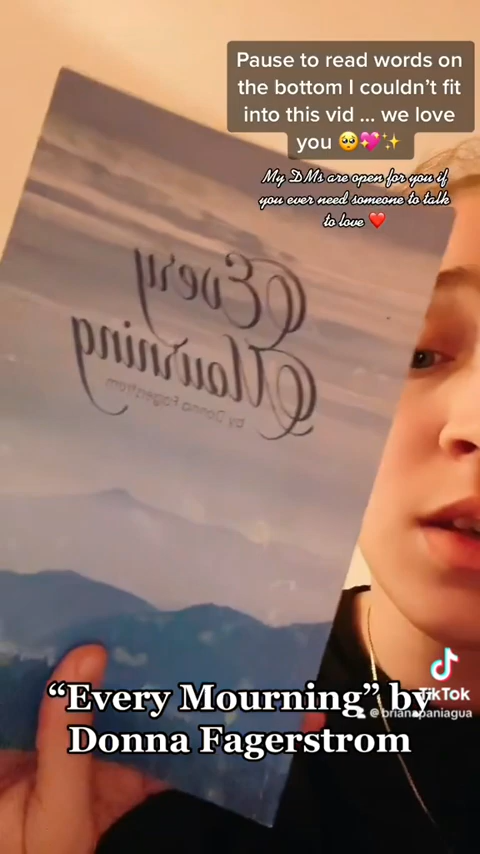 Pause to read words on
the bottom I couldn’t fit
into this vid ... we love
you 🥺💖✨
My DMs are open for you if
you ever need someone to talk
to love ❤️
Every
Mourning
by Donna Fagerstrom
“Every Mourning” by
Donna Fagerstrom
TikTok
@brianapaniagua